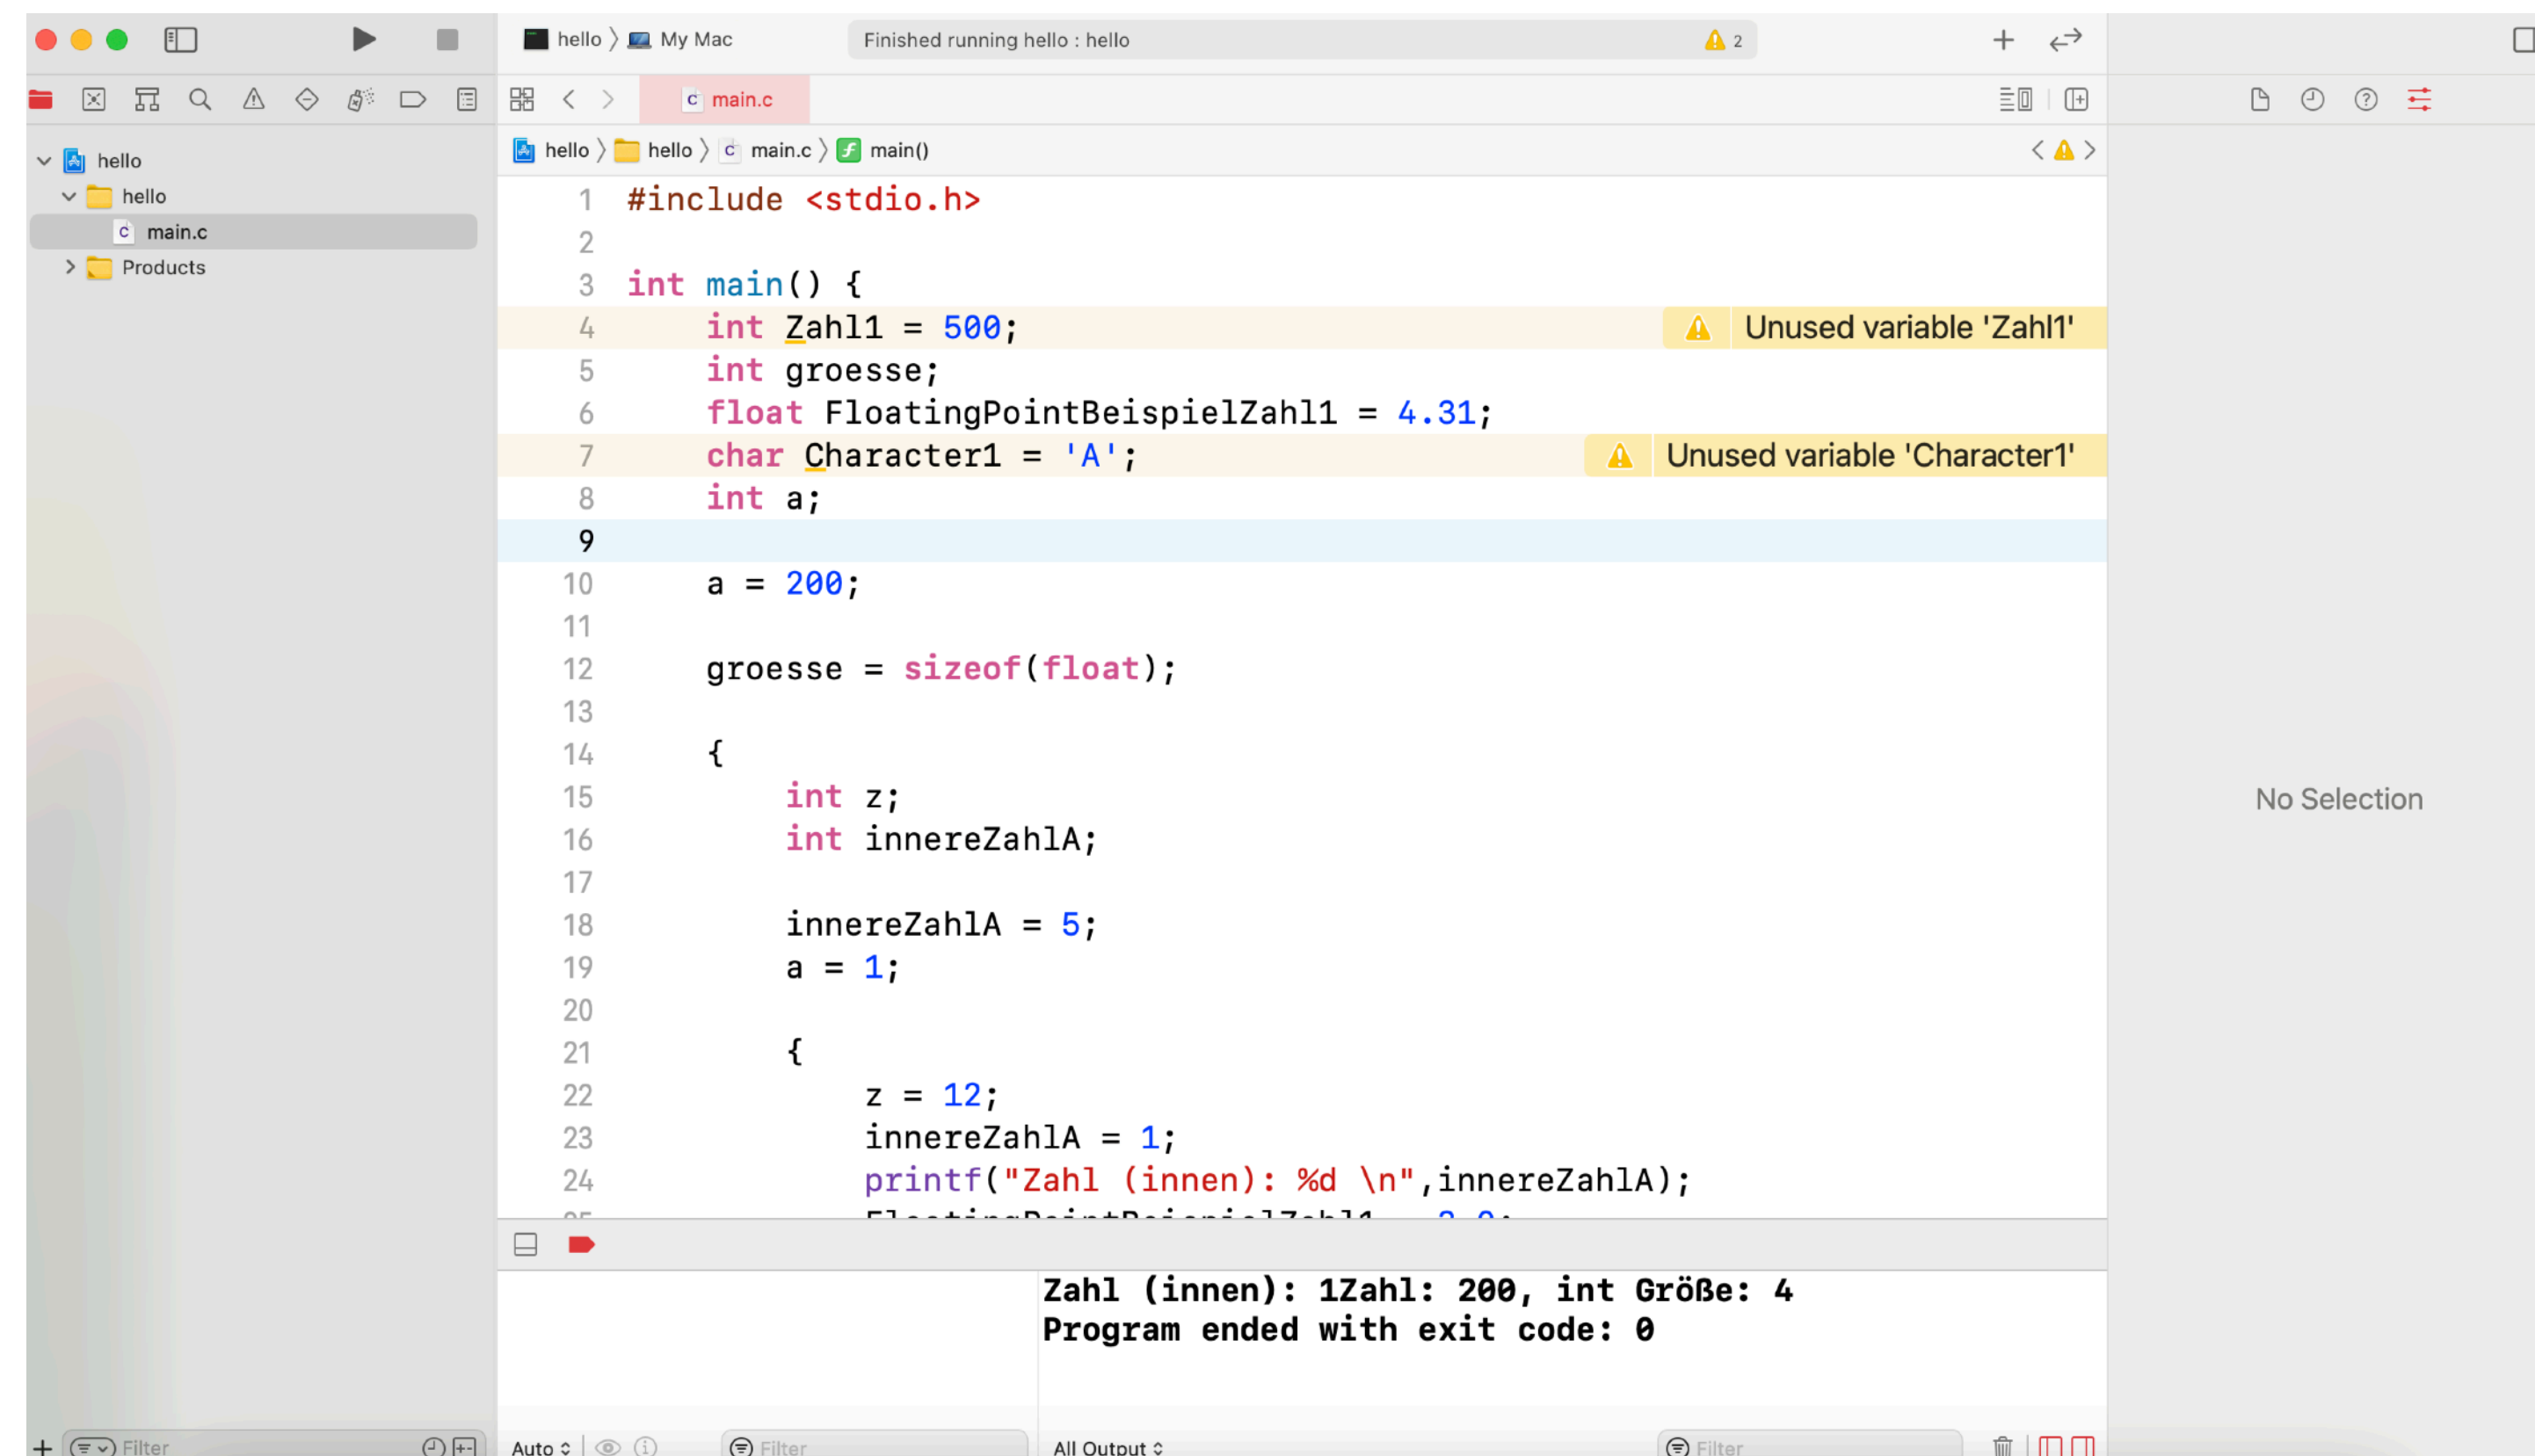 hello 〉 My Mac
Finished running hello : hello
2
main.c
hello 〉 hello 〉 main.c 〉 main()
hello
hello
main.c
Products
1 #include <stdio.h>
2
3 int main() {
4 int Zahl1 = 500;
Unused variable 'Zahl1'
5 int groesse;
6 float FloatingPointBeispielZahl1 = 4.31;
7 char Character1 = 'A';
Unused variable 'Character1'
8 int a;
9
10 a = 200;
11
12 groesse = sizeof(float);
13
14 {
15 int z;
16 int innereZahlA;
17
18 innereZahlA = 5;
19 a = 1;
20
21 {
22 z = 12;
23 innereZahlA = 1;
24 printf("Zahl (innen): %d \n",innereZahlA);
No Selection
Zahl (innen): 1Zahl: 200, int Größe: 4
Program ended with exit code: 0
Filter
Auto
Filter
All Output
Filter